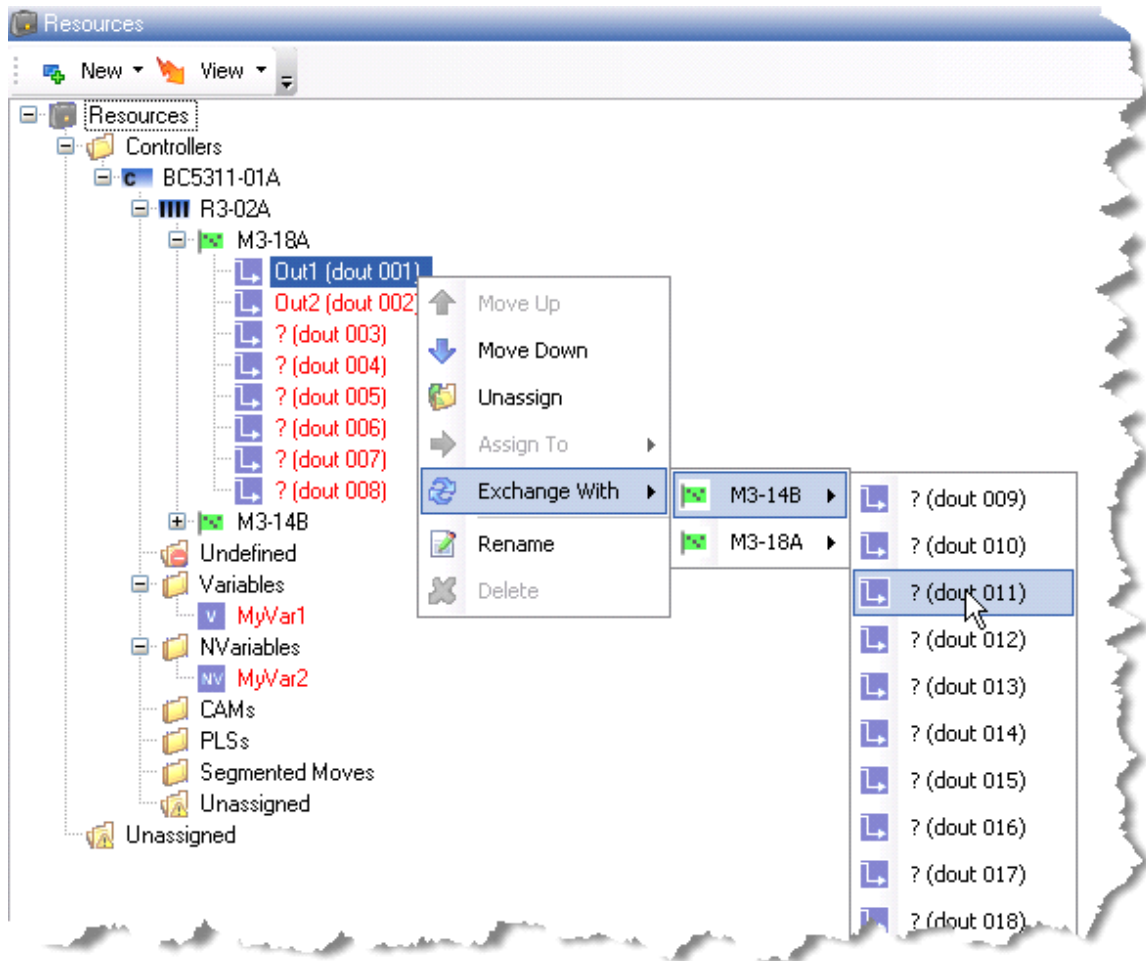 Resources
New View
Resources
Controllers
C BC5311-01A
R3-02A
M3-18A
Out1 (dout 001)
Out2 (dout 002)
? (dout 003)
? (dout 004)
? (dout 005)
? (dout 006)
? (dout 007)
? (dout 008)
M3-14B
Undefined
Variables
V MyVar1
NVariables
NV MyVar2
CAMs
PLSs
Segmented Moves
Unassigned
Unassigned
Move Up
Move Down
Unassign
Assign To
Exchange With
Rename
Delete
M3-14B
M3-18A
? (dout 009)
? (dout 010)
? (dout 011)
? (dout 012)
? (dout 013)
? (dout 014)
? (dout 015)
? (dout 016)
? (dout 017)
? (dout 018)